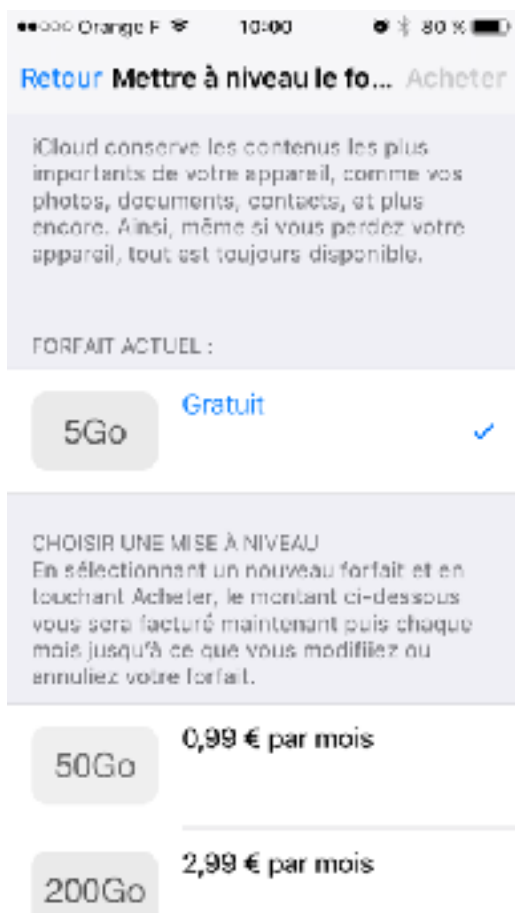 Orange F 10:00 80 %
Retour Mettre à niveau le fo... Acheter
iCloud conserve les contenus les plus
importants de votre appareil, comme vos
photos, documents, contacts, et plus
encore. Ainsi, même si vous perdez votre
appareil, tout est toujours disponible.
FORFAIT ACTUEL :
5Go
Gratuit
CHOISIR UNE MISE À NIVEAU
En sélectionnant un nouveau forfait et en
touchant Acheter, le montant ci-dessous
vous sera facturé maintenant puis chaque
mois jusqu'à ce que vous modifiiez ou
annuliez votre forfait.
50Go
0,99 € par mois
200Go
2,99 € par mois